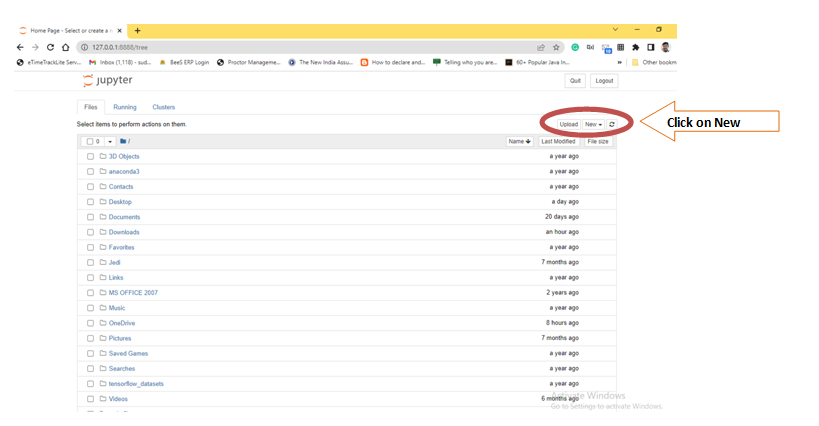 Home Page - Select or create a n
127.0.0.1:8888/tree
eTimeTrackLite Serv... Inbox (1,118) - sud... BeeS ERP Login Proctor Manageme... The New India Assu... How to declare and... Telling who you are... 60+ Popular Java In... » Other bookm
jupyter Quit Logout
Files Running Clusters
Select items to perform actions on them. Upload New
Click on New
0 / Name Last Modified File size
3D Objects a year ago
anaconda3 a year ago
Contacts a year ago
Desktop a day ago
Documents 20 days ago
Downloads an hour ago
Favorites a year ago
Jedi 7 months ago
Links a year ago
MS OFFICE 2007 2 years ago
Music a year ago
OneDrive 8 hours ago
Pictures 7 months ago
Saved Games a year ago
Searches a year ago
tensorflow_datasets a year ago
Activate Windows
Videos 6 months ago
Go to Settings to activate Windows.